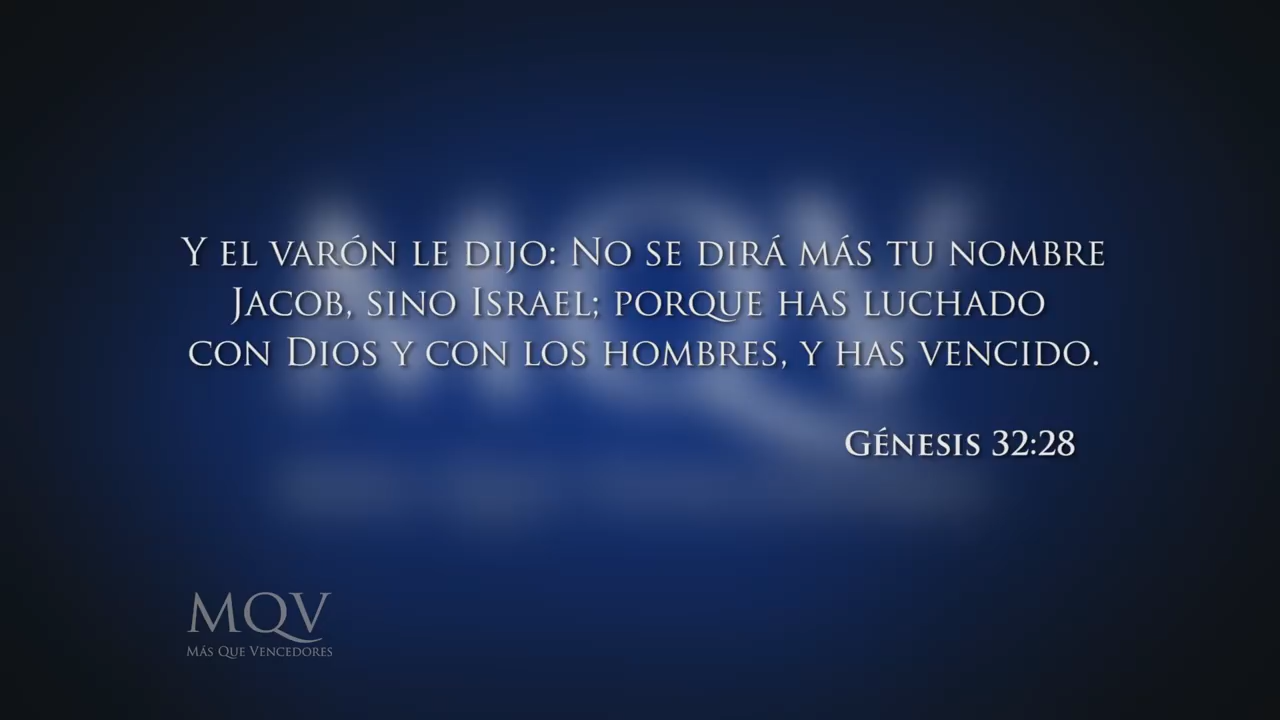 Y el varón le dijo: No se dirá más tu nombre
Jacob, sino Israel; porque has luchado
con Dios y con los hombres, y has vencido.
Génesis 32:28
MQV
Más Que Vencedores